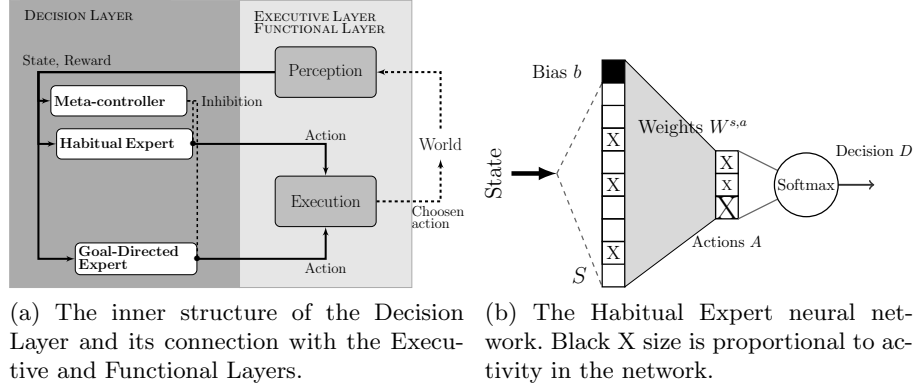 DECISION LAYER
EXECUTIVE LAYER
FUNCTIONAL LAYER
State, Reward
Perception
Meta-controller
Inhibition
Habitual Expert
Action
World
Execution
Choosen
action
Goal-Directed
Expert
Action
(a) The inner structure of the Decision
Layer and its connection with the Execu-
tive and Functional Layers.
Bias b
Weights W^{s,a}
X
X
X
State
X
X
X
Softmax
Decision D
Actions A
S
(b) The Habitual Expert neural net-
work. Black X size is proportional to ac-
tivity in the network.